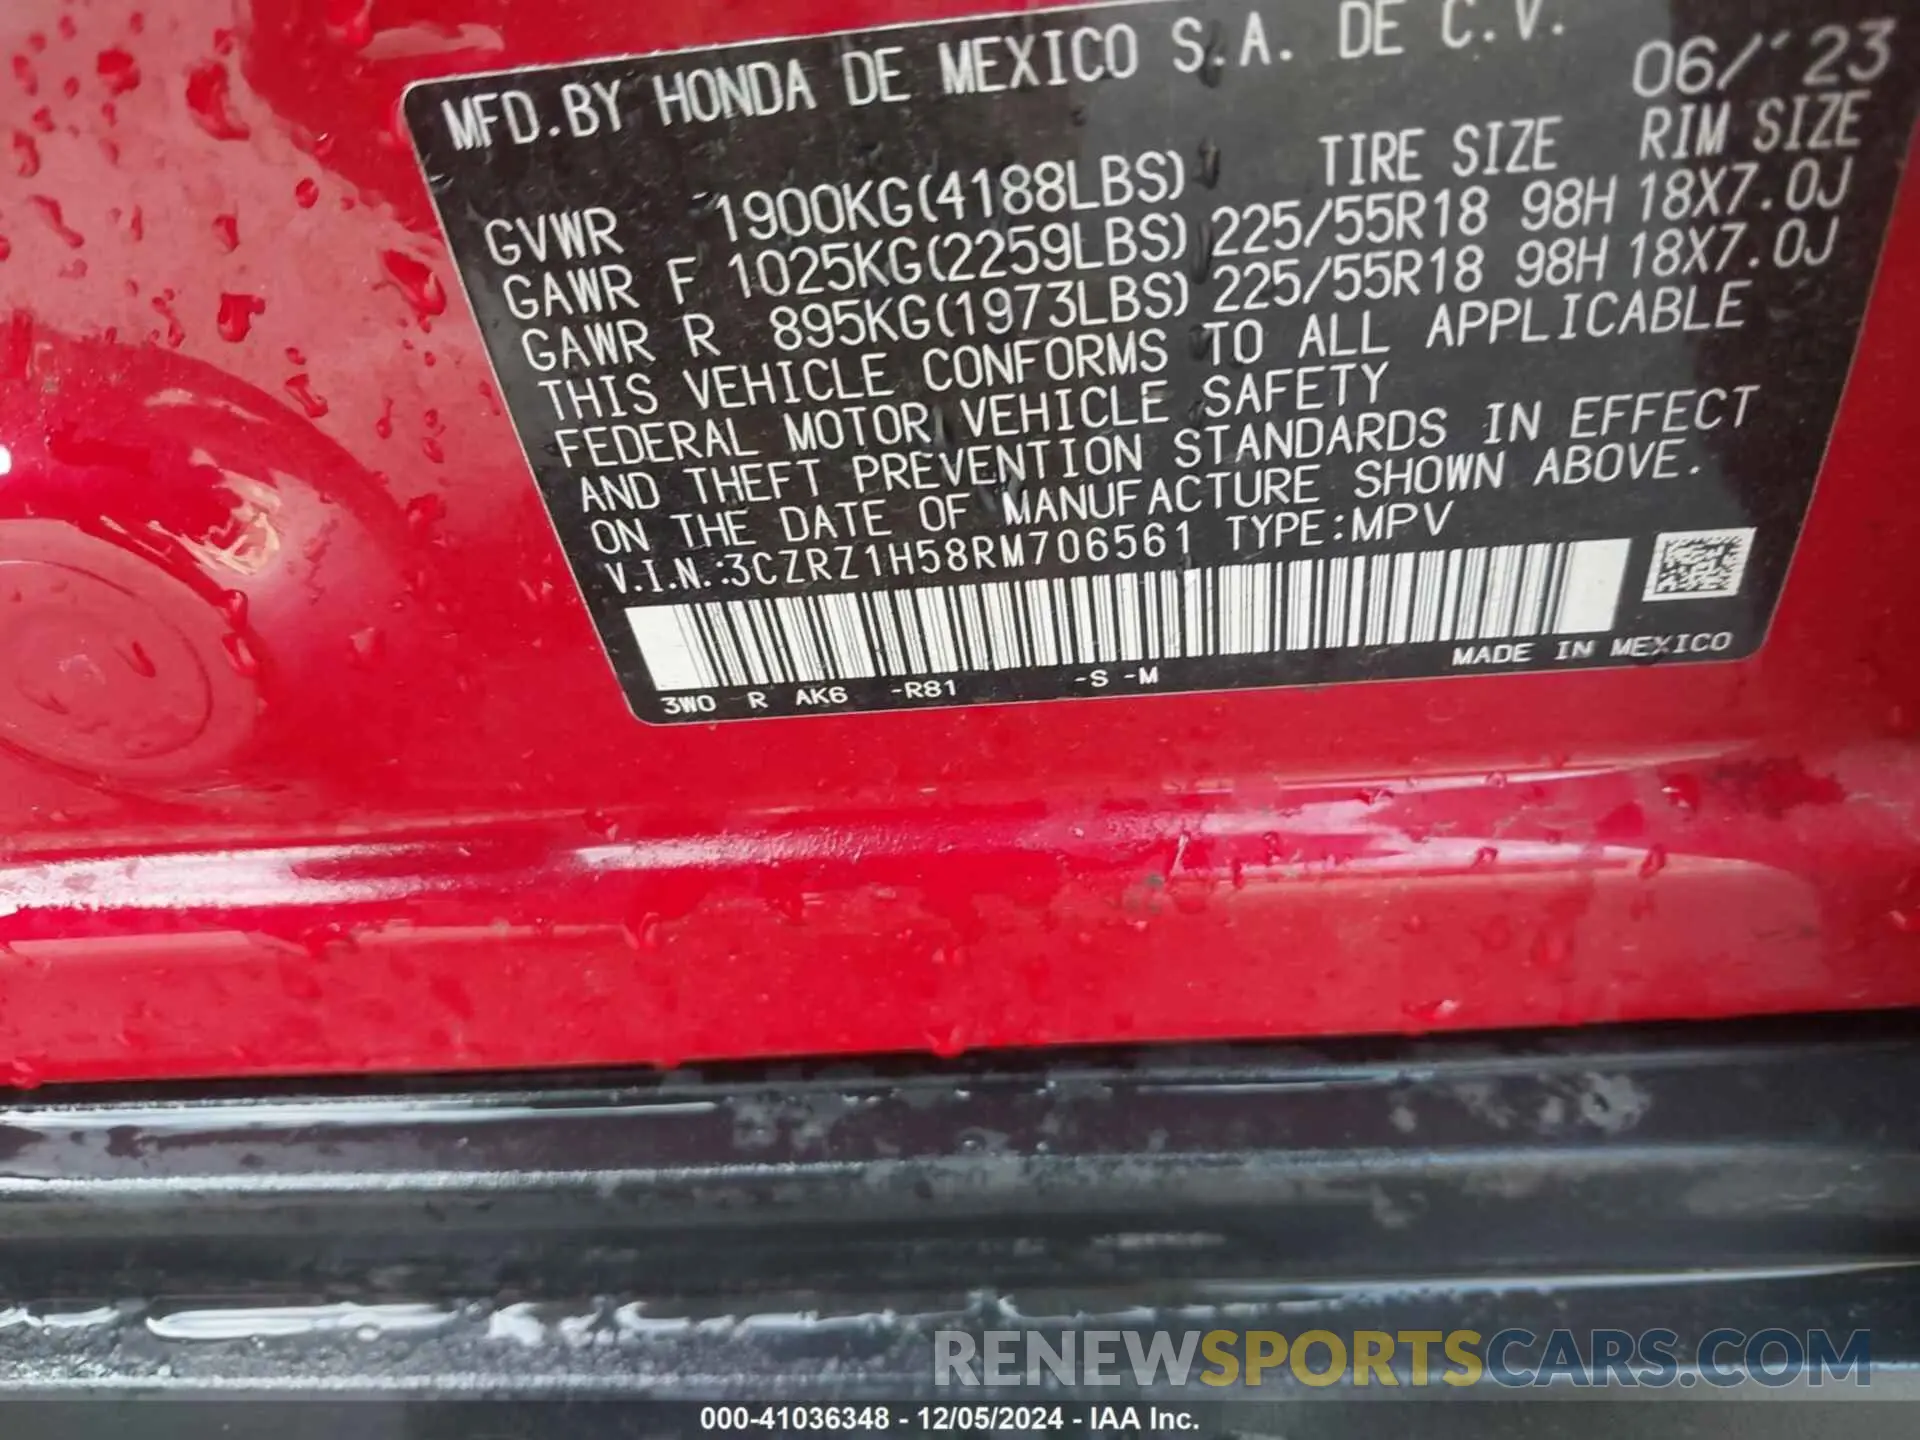 MFD.BY HONDA DE MEXICO S.A. DE C.V. 06/'23
TIRE SIZE RIM SIZE
GVWR 1900KG(4188LBS)
GAWR F 1025KG(2259LBS) 225/55R18 98H 18X7.0J
GAWR R 895KG(1973LBS) 225/55R18 98H 18X7.0J
THIS VEHICLE CONFORMS TO ALL APPLICABLE
FEDERAL MOTOR VEHICLE SAFETY
AND THEFT PREVENTION STANDARDS IN EFFECT
ON THE DATE OF MANUFACTURE SHOWN ABOVE.
V.I.N.:3CZRZ1H58RM706561 TYPE:MPV
MADE IN MEXICO
3W0 R AK6 -R81 -S -M
RENEWSPORTSCARS.COM
000-41036348 - 12/05/2024 - IAA Inc.